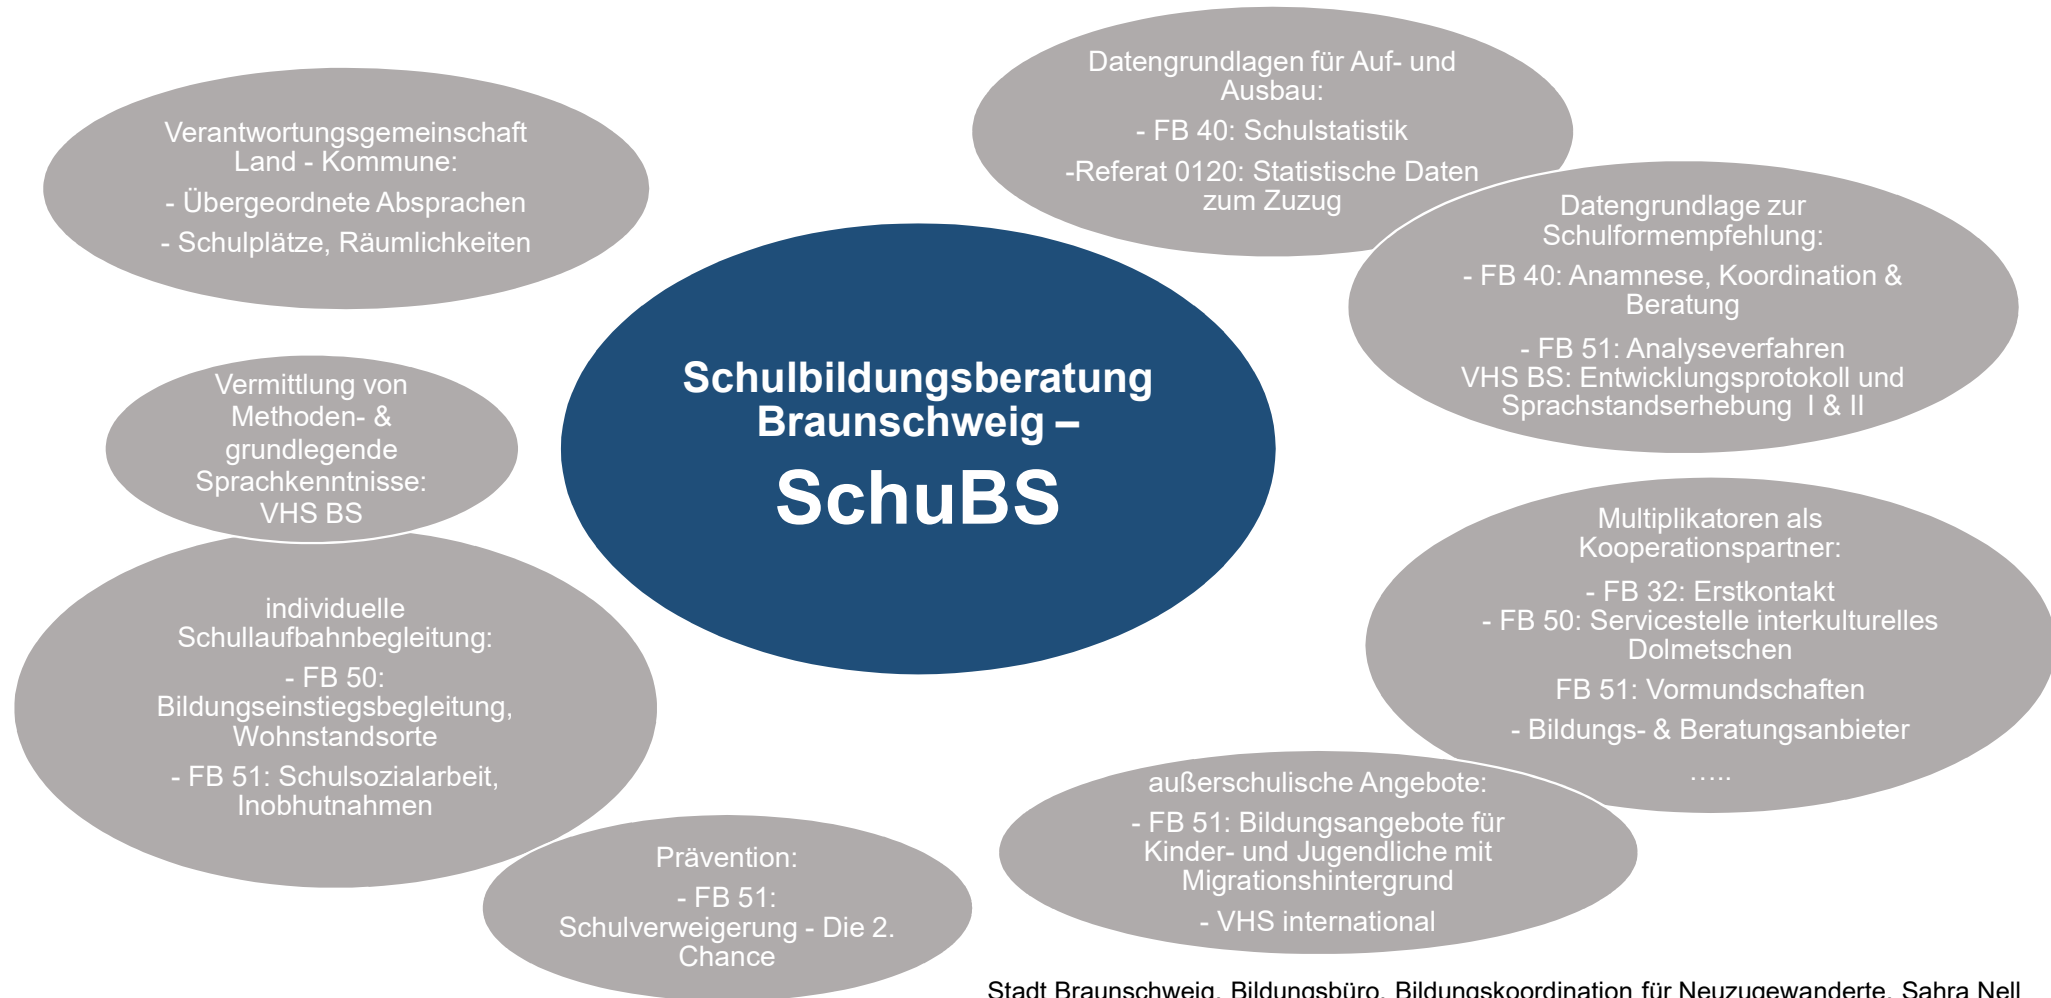 Verantwortungsgemeinschaft
Land - Kommune:
- Übergeordnete Absprachen
- Schulplätze, Räumlichkeiten
Datengrundlagen für Auf- und
Ausbau:
- FB 40: Schulstatistik
-Referat 0120: Statistische Daten
zum Zuzug
Datengrundlage zur
Schulformempfehlung:
- FB 40: Anamnese, Koordination &
Beratung
- FB 51: Analyseverfahren
VHS BS: Entwicklungsprotokoll und
Sprachstandserhebung I & II
Schulbildungsberatung
Braunschweig –
SchuBS
Vermittlung von
Methoden- &
grundlegende
Sprachkenntnisse:
VHS BS
individuelle
Schullaufbahnbegleitung:
- FB 50:
Bildungseinstiegsbegleitung,
Wohnstandsorte
- FB 51: Schulsozialarbeit,
Inobhutnahmen
Multiplikatoren als
Kooperationspartner:
- FB 32: Erstkontakt
- FB 50: Servicestelle interkulturelles
Dolmetschen
FB 51: Vormundschaften
- Bildungs- & Beratungsanbieter
…..
außerschulische Angebote:
- FB 51: Bildungsangebote für
Kinder- und Jugendliche mit
Migrationshintergrund
- VHS international
Prävention:
- FB 51:
Schulverweigerung - Die 2.
Chance
Stadt Braunschweig, Bildungsbüro, Bildungskoordination für Neuzugewanderte, Sahra Nell